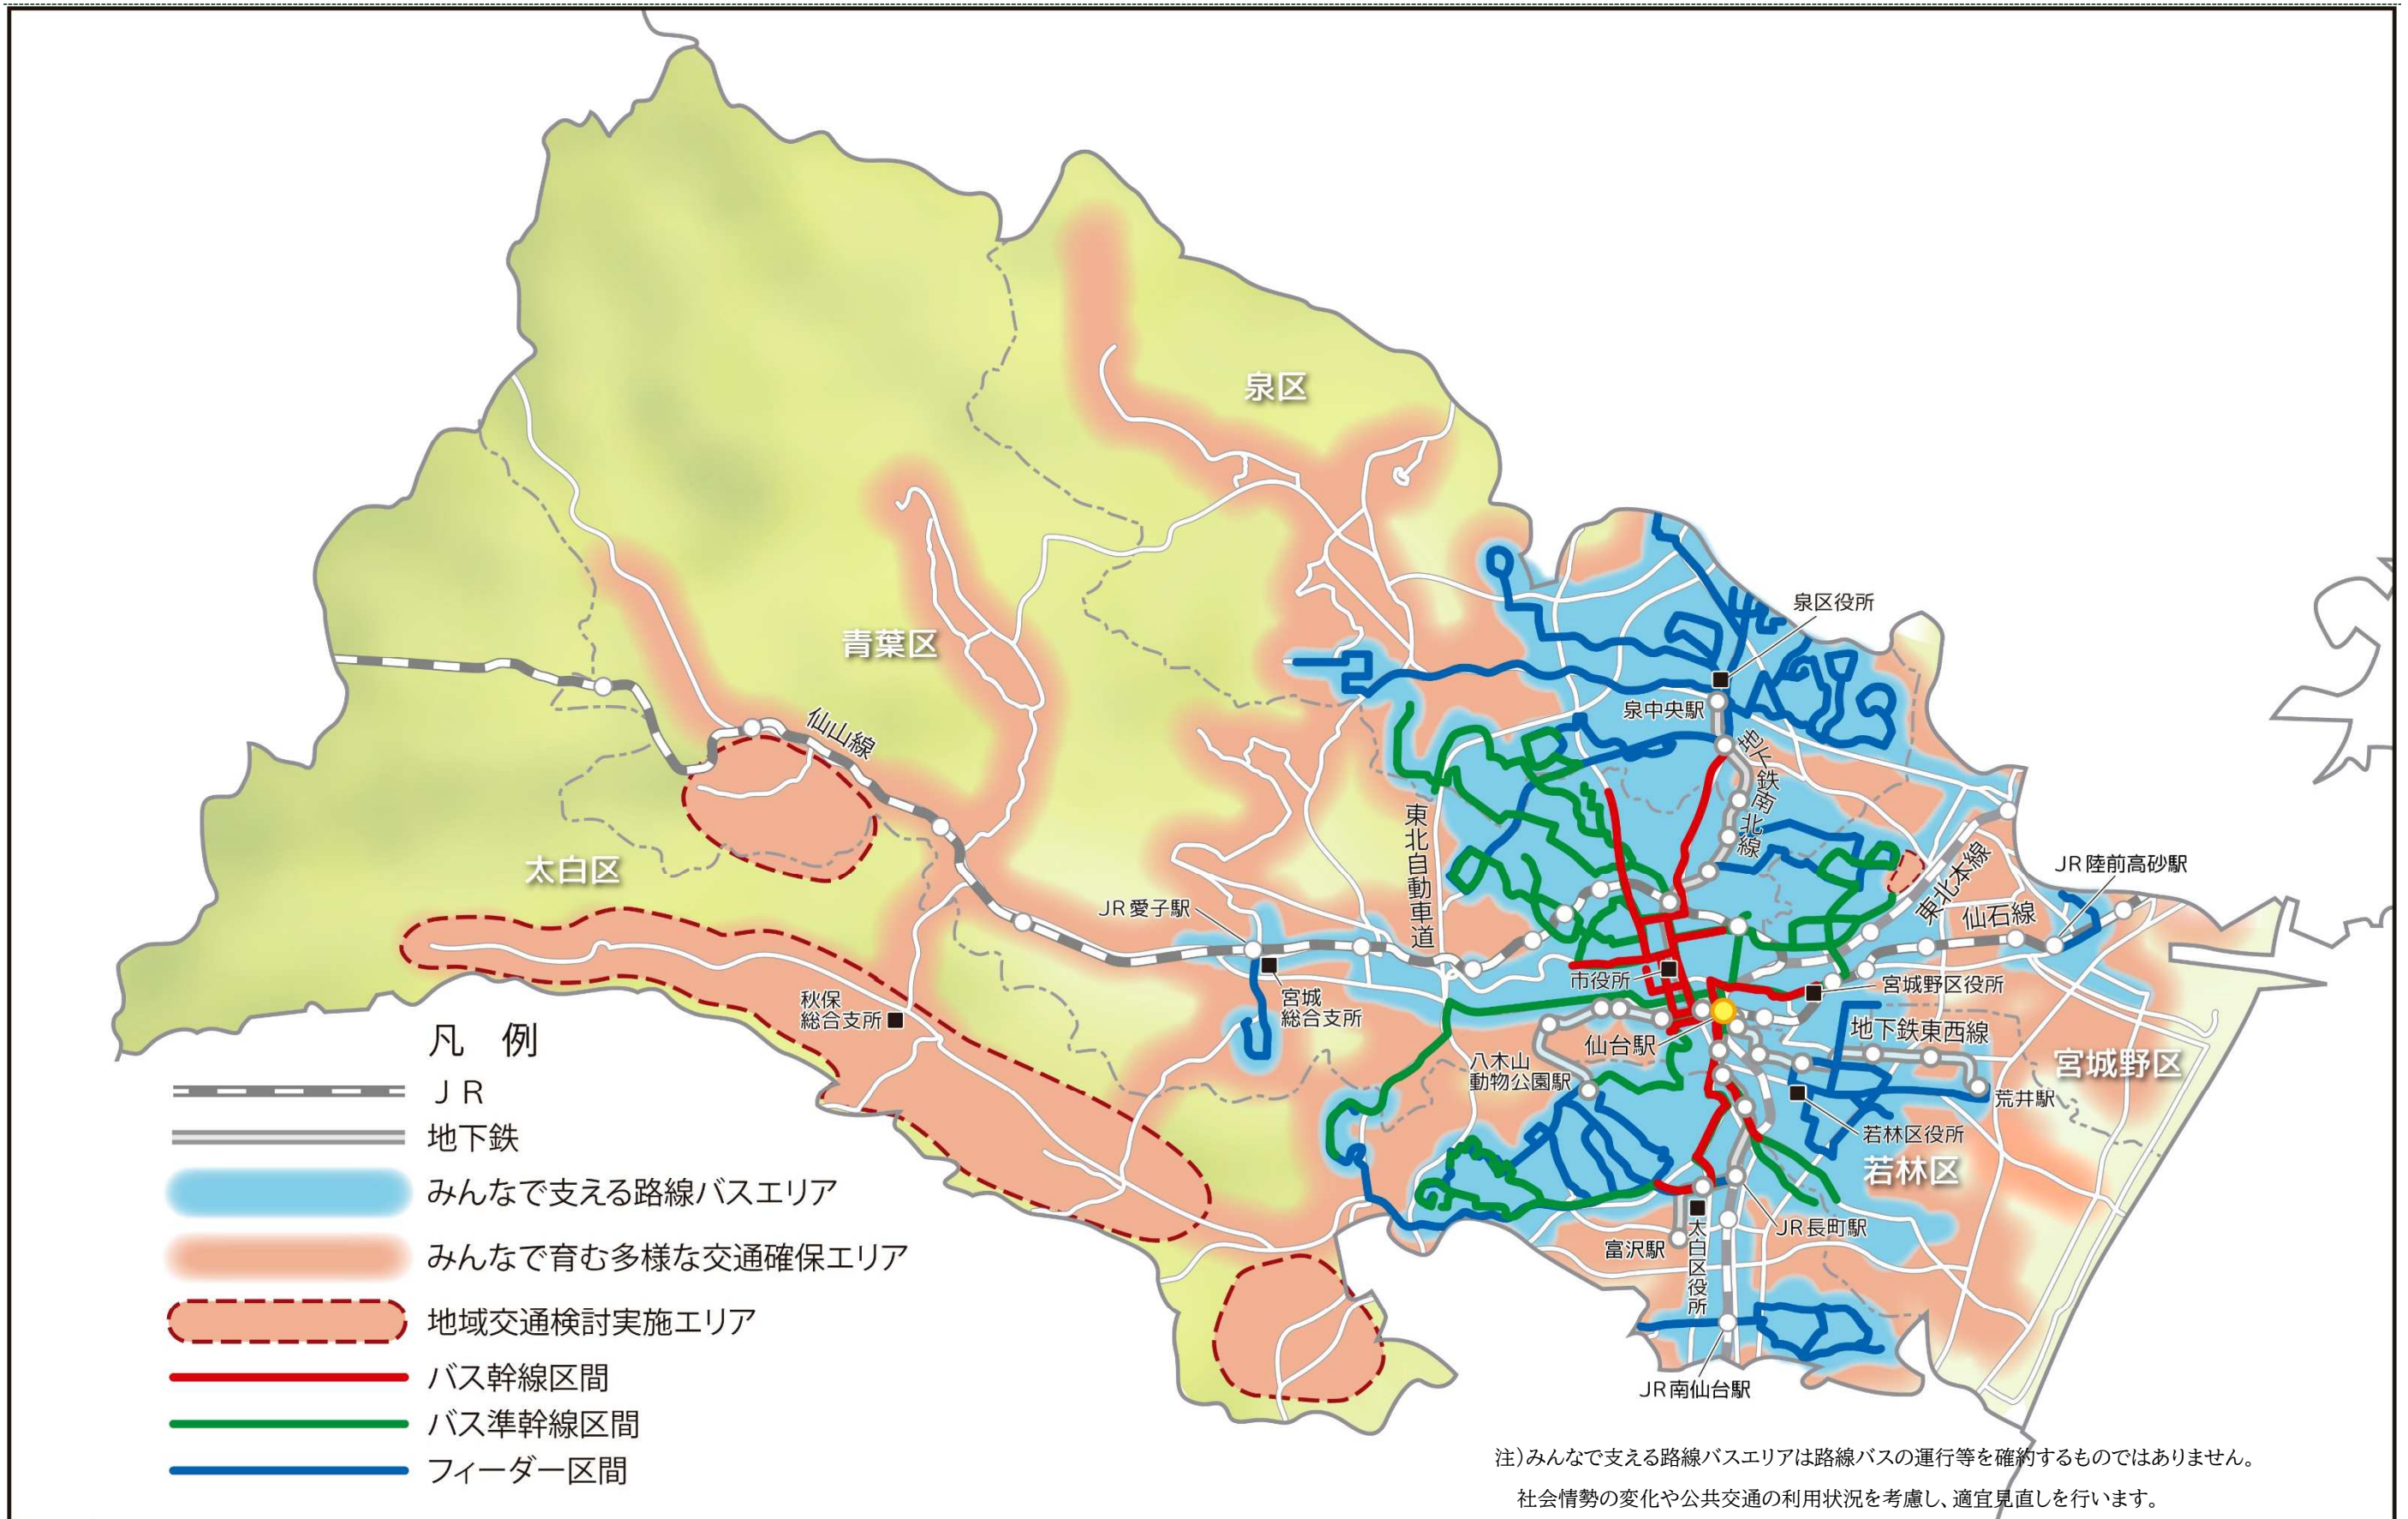 泉区
泉区役所
青葉区
泉中央駅
仙山線
地下鉄南北線
東北自動車道
太白区
東北本線
JR陸前高砂駅
JR愛子駅
仙石線
市役所
宮城野区役所
秋保
総合支所
宮城
総合支所
地下鉄東西線
仙台駅
宮城野区
八木山
動物公園駅
荒井駅
若林区役所
若林区
JR長町駅
富沢駅
太白区役所
JR南仙台駅
凡 例
JR
地下鉄
みんなで支える路線バスエリア
みんなで育む多様な交通確保エリア
地域交通検討実施エリア
バス幹線区間
バス準幹線区間
フィーダー区間
注)みんなで支える路線バスエリアは路線バスの運行等を確約するものではありません。
社会情勢の変化や公共交通の利用状況を考慮し、適宜見直しを行います。